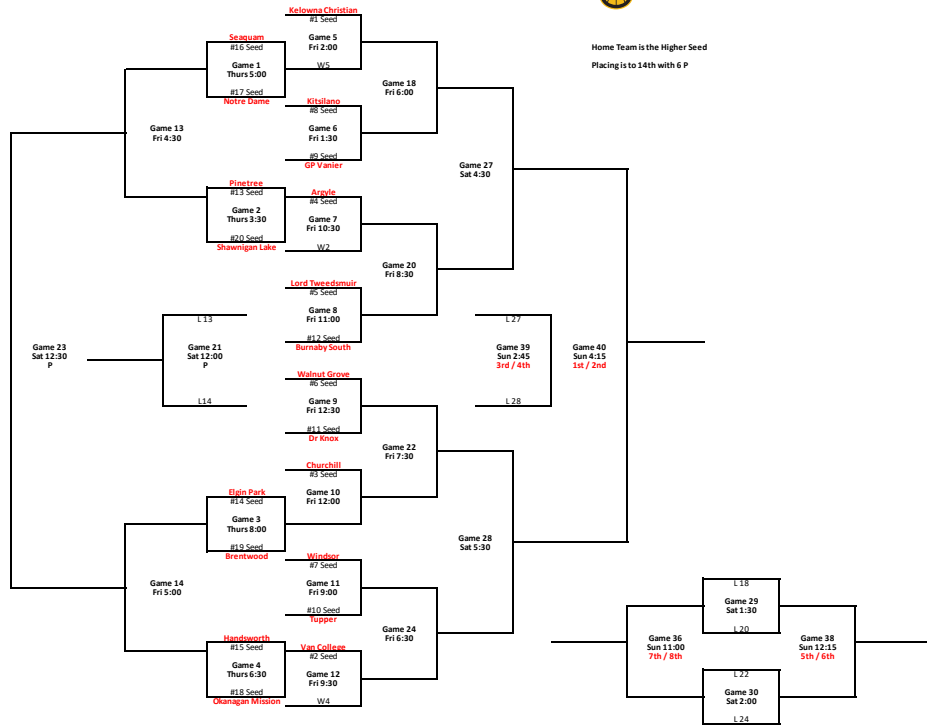 Kelowna Christian
#1 Seed
Game 5
Fri 2:00
W5
Seaquam
#16 Seed
Game 1
Thurs 5:00
#17 Seed
Notre Dame
Home Team is the Higher Seed
Placing is to 14th with 6 P
Game 18
Fri 6:00
Kitsilano
#8 Seed
Game 6
Fri 1:30
#9 Seed
GP Vanier
Game 13
Fri 4:30
Game 27
Sat 4:30
Pinetree
#13 Seed
Game 2
Thurs 3:30
#20 Seed
Shawnigan Lake
Argyle
#4 Seed
Game 7
Fri 10:30
W2
Game 20
Fri 8:30
Lord Tweedsmuir
#5 Seed
Game 8
Fri 11:00
#12 Seed
Burnaby South
Game 23
Sat 12:30
P
L 13
Game 21
Sat 12:00
P
L14
L 27
Game 39
Sun 2:45
3rd / 4th
L 28
Game 40
Sun 4:15
1st / 2nd
Walnut Grove
#6 Seed
Game 9
Fri 12:30
#11 Seed
Dr Knox
Game 22
Fri 7:30
Churchill
#3 Seed
Game 10
Fri 12:00
Elgin Park
#14 Seed
Game 3
Thurs 8:00
#19 Seed
Brentwood
Game 28
Sat 5:30
Windsor
#7 Seed
Game 11
Fri 9:00
#10 Seed
Tupper
Game 14
Fri 5:00
Game 24
Fri 6:30
Handsworth
#15 Seed
Game 4
Thurs 6:30
#18 Seed
Okanagan Mission
Van College
#2 Seed
Game 12
Fri 9:30
W4
L 18
Game 29
Sat 1:30
L 20
Game 36
Sun 11:00
7th / 8th
Game 38
Sun 12:15
5th / 6th
L 22
Game 30
Sat 2:00
L 24